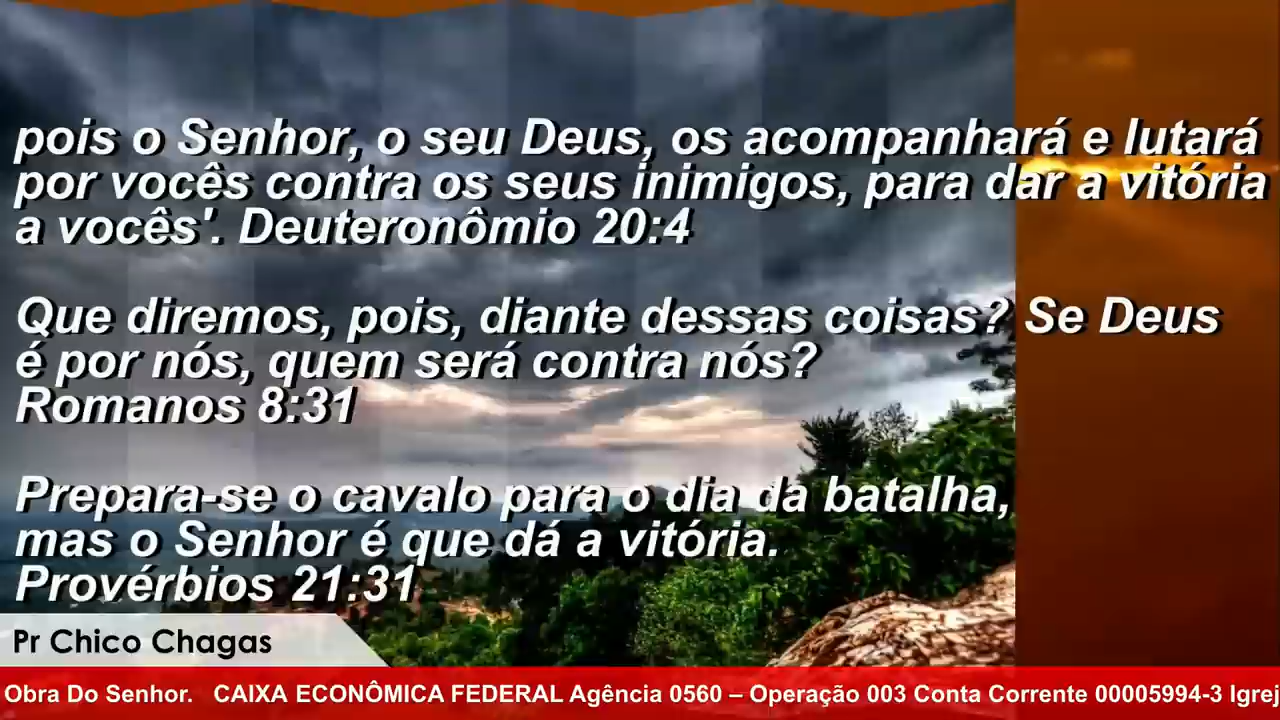 pois o Senhor, o seu Deus, os acompanhará e lutará
por vocês contra os seus inimigos, para dar a vitória
a vocês'. Deuteronômio 20:4
Que diremos, pois, diante dessas coisas? Se Deus
é por nós, quem será contra nós?
Romanos 8:31
Prepara-se o cavalo para o dia da batalha,
mas o Senhor é que dá a vitória.
Provérbios 21:31
Pr Chico Chagas
Obra Do Senhor. CAIXA ECONÔMICA FEDERAL Agência 0560 – Operação 003 Conta Corrente 00005994-3 Igrej